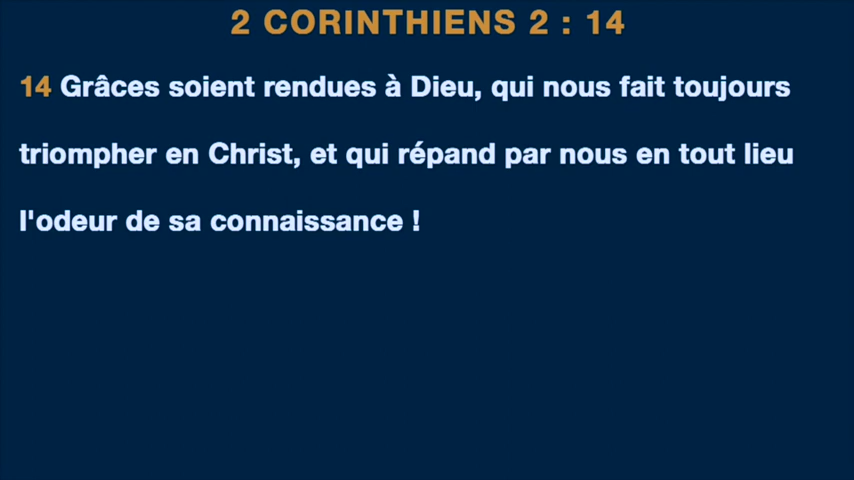 2 CORINTHIENS 2 : 14
14 Grâces soient rendues à Dieu, qui nous fait toujours
triompher en Christ, et qui répand par nous en tout lieu
l'odeur de sa connaissance !